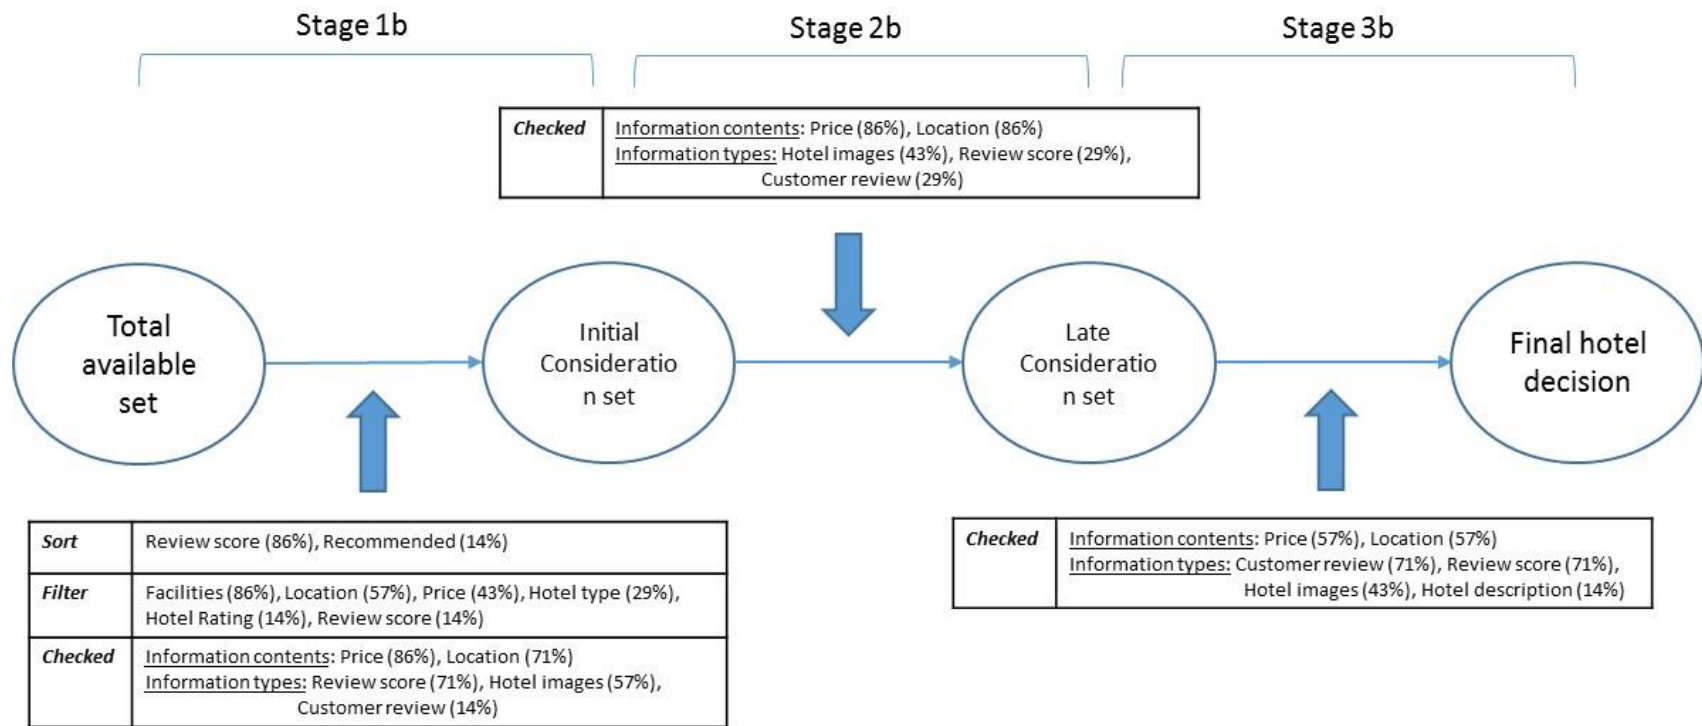 Stage 1b
Stage 2b
Stage 3b
Checked
Information contents: Price (86%), Location (86%)
Information types: Hotel images (43%), Review score (29%),
Customer review (29%)
Total
available
set
Initial
Consideratio
n set
Late
Consideratio
n set
Final hotel
decision
Sort
Review score (86%), Recommended (14%)
Filter
Facilities (86%), Location (57%), Price (43%), Hotel type (29%),
Hotel Rating (14%), Review score (14%)
Checked
Information contents: Price (86%), Location (71%)
Information types: Review score (71%), Hotel images (57%),
Customer review (14%)
Checked
Information contents: Price (57%), Location (57%)
Information types: Customer review (71%), Review score (71%),
Hotel images (43%), Hotel description (14%)